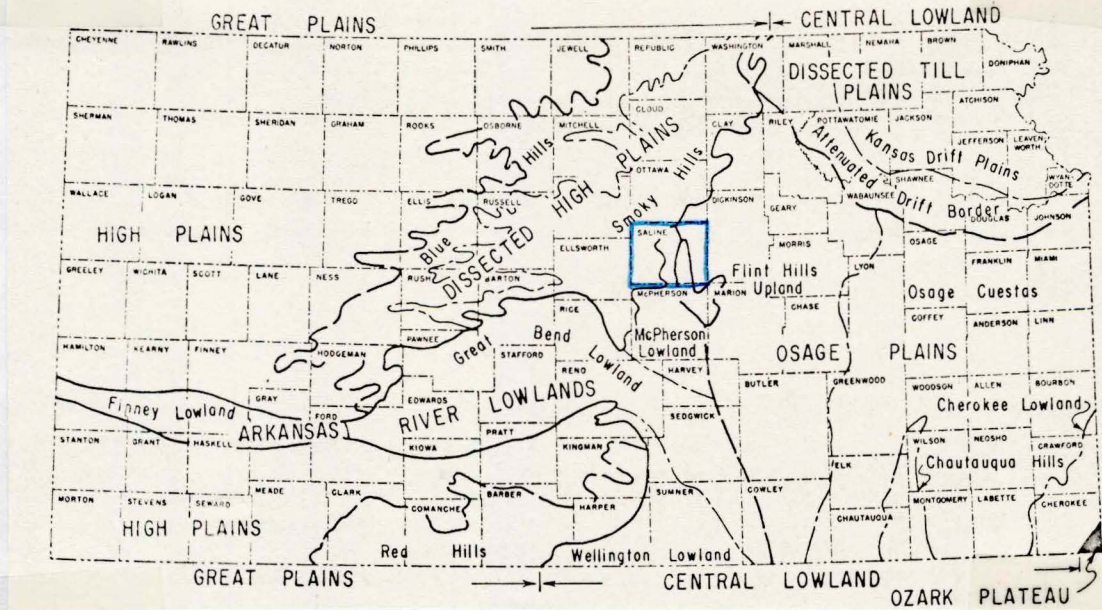 GREAT PLAINS
CENTRAL LOWLAND
CHEYENNE RAWLINS DECATUR NORTON PHILLIPS SMITH JEWELL REPUBLIC WASHINGTON MARSHALL NEMAHA BROWN DONIPHAN
DISSECTED TILL
PLAINS
ATCHISON
SHERMAN THOMAS SHERIDAN GRAHAM ROOKS OSBORNE MITCHELL CLOUD CLAY RILEY POTTAWATOMIE JACKSON
JEFFERSON LEAVEN WORTH
Kansas Drift Plains
Attenuated Drift Border
OTTAWA
SHAWNEE
WYAN DOTTE
WALLACE LOGAN GOVE TREGO ELLIS RUSSELL DICKINSON GEARY WABAUNSEE DOUGLAS JOHNSON
Blue Hills
DISSECTED HIGH PLAINS
Smoky Hills
HIGH PLAINS
ELLSWORTH SALINE MORRIS OSAGE
FRANKLIN MIAMI
GREELEY WICHITA SCOTT LANE NESS RUSH BARTON MCPHERSON MARION LYON
Flint Hills
Upland
CHASE
Osage Cuestas
RICE
COFFEY ANDERSON LINN
PAWNEE
Great Bend Lowland
McPherson
Lowland
HAMILTON KEARNY FINNEY HODGEMAN STAFFORD RENO HARVEY
OSAGE PLAINS
BUTLER GREENWOOD WOODSON ALLEN BOURBON
Finney Lowland
GRAY FORD EDWARDS
ARKANSAS RIVER LOWLANDS
SEDGWICK
Cherokee Lowland
STANTON GRANT HASKELL KIOWA PRATT KINGMAN
WILSON NEOSHO CRAWFORD
ELK
Chautauqua Hills
MORTON STEVENS SEWARD MEADE CLARK COMANCHE BARBER HARPER SUMNER COWLEY
MONTGOMERY LABETTE CHEROKEE
CHAUTAUQUA
HIGH PLAINS
Red Hills
Wellington Lowland
GREAT PLAINS
CENTRAL LOWLAND
OZARK PLATEAU